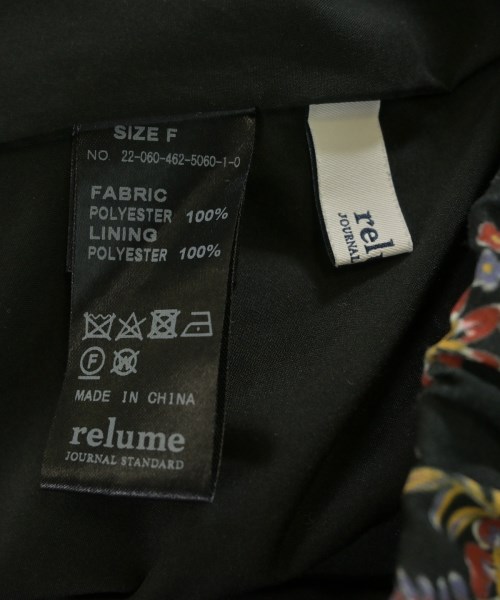 SIZE F
NO. 22-060-462-5060-1-0
FABRIC
POLYESTER 100%
LINING
POLYESTER 100%
F W
MADE IN CHINA
relume
JOURNAL STANDARD
rel
JOURNAL